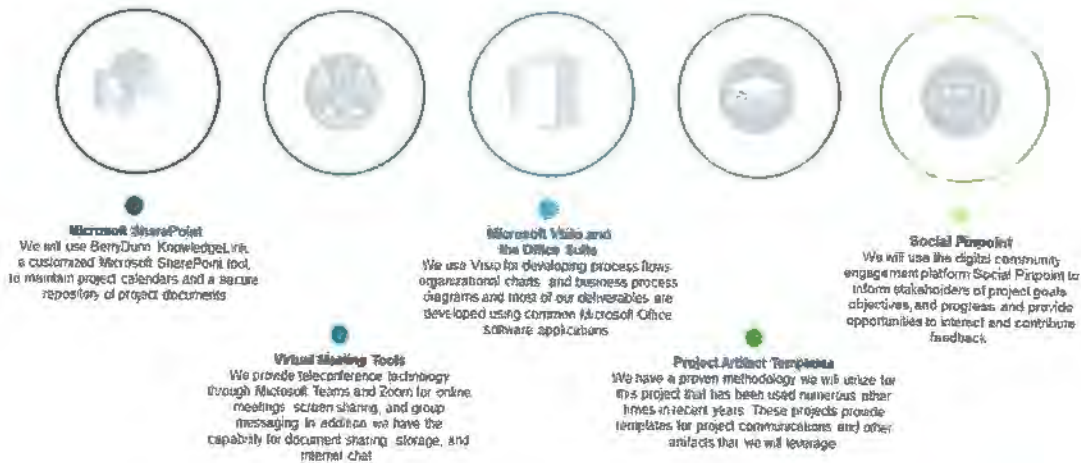 Microsoft SharePoint
We will use BerryDunn KnowledgeLink,
a customized Microsoft SharePoint tool,
to maintain project calendars and a secure
repository of project documents
Virtual Meeting Tools
We provide teleconference technology
through Microsoft Teams and Zoom for online
meetings, screen sharing, and group
messaging. In addition we have the
capability for document sharing, storage, and
internal chat
Microsoft Visio and
the Office Suite
We use Visio for developing process flows,
organizational charts, and business process
diagrams and most of our deliverables are
developed using common Microsoft Office
software applications
Project Artifact Templates
We have a proven methodology we will utilize for
this project that has been used numerous other
times in recent years. These projects provide
templates for project communications and other
artifacts that we will leverage
Social Pinpoint
We will use the digital community
engagement platform Social Pinpoint to
inform stakeholders of project goals,
objectives, and progress and provide
opportunities to interact and contribute
feedback